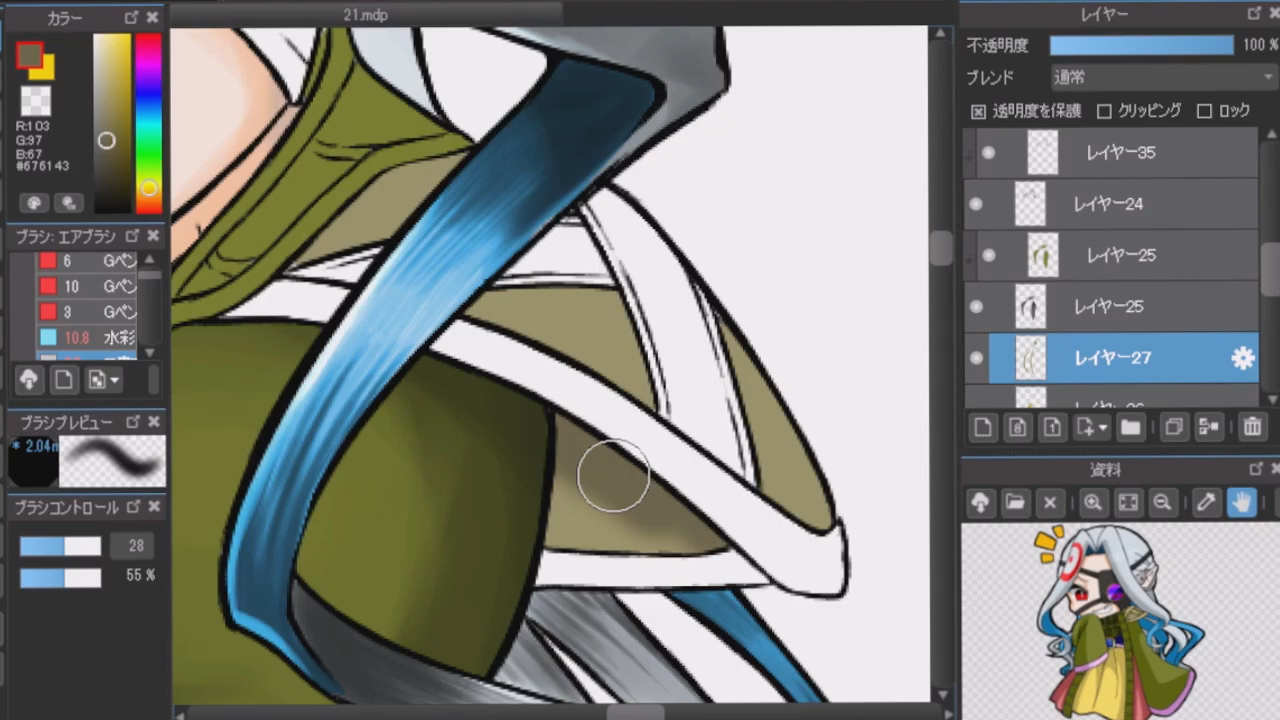 カラー
R:103
G:97
B:67
#676143
ブラシ: エアブラシ
6 Gペン
10 Gペン
3 Gペン
10.8 水彩
ブラシプレビュー
* 2.04m
ブラシコントロール
28
55 %
21.mdp
レイヤー
不透明度 100 %
ブレンド 通常
透明度を保護 クリッピング ロック
レイヤー35
レイヤー24
レイヤー25
レイヤー25
レイヤー27
資料